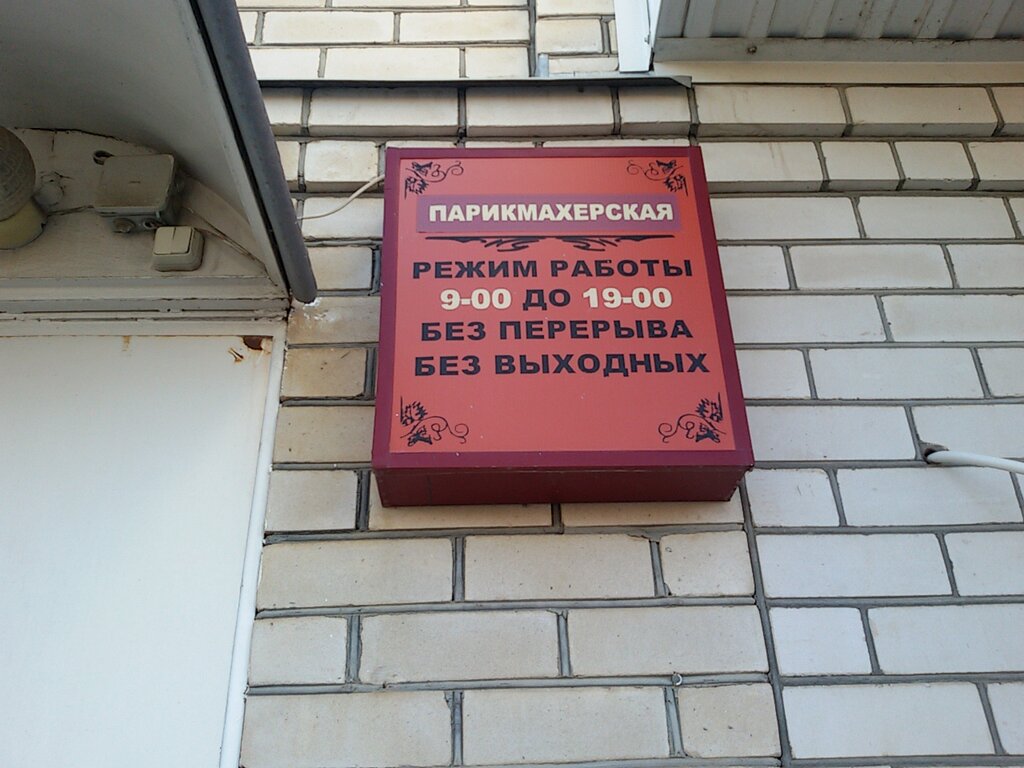 ПАРИКМАХЕРСКАЯ
РЕЖИМ РАБОТЫ
9-00 ДО 19-00
БЕЗ ПЕРЕРЫВА
БЕЗ ВЫХОДНЫХ